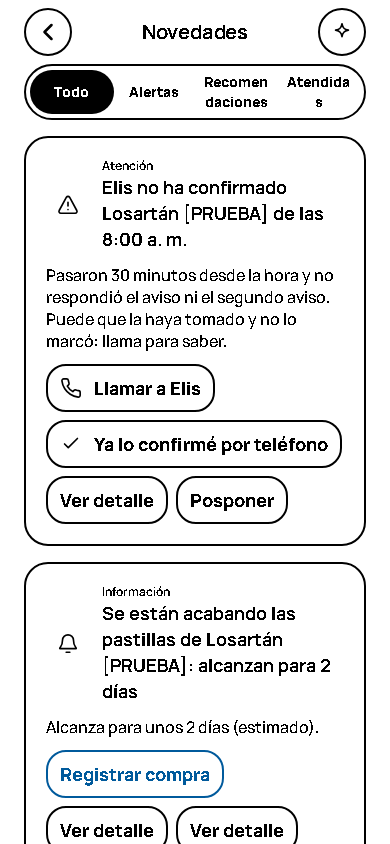 Novedades
Todo
Alertas
Recomen
daciones
Atendida
s
Atención
Elis no ha confirmado
Losartán [PRUEBA] de las
8:00 a. m.
Pasaron 30 minutos desde la hora y no
respondió el aviso ni el segundo aviso.
Puede que la haya tomado y no lo
marcó: llama para saber.
Llamar a Elis
Ya lo confirmé por teléfono
Ver detalle
Posponer
Información
Se están acabando las
pastillas de Losartán
[PRUEBA]: alcanzan para 2
días
Alcanza para unos 2 días (estimado).
Registrar compra
Ver detalle
Ver detalle